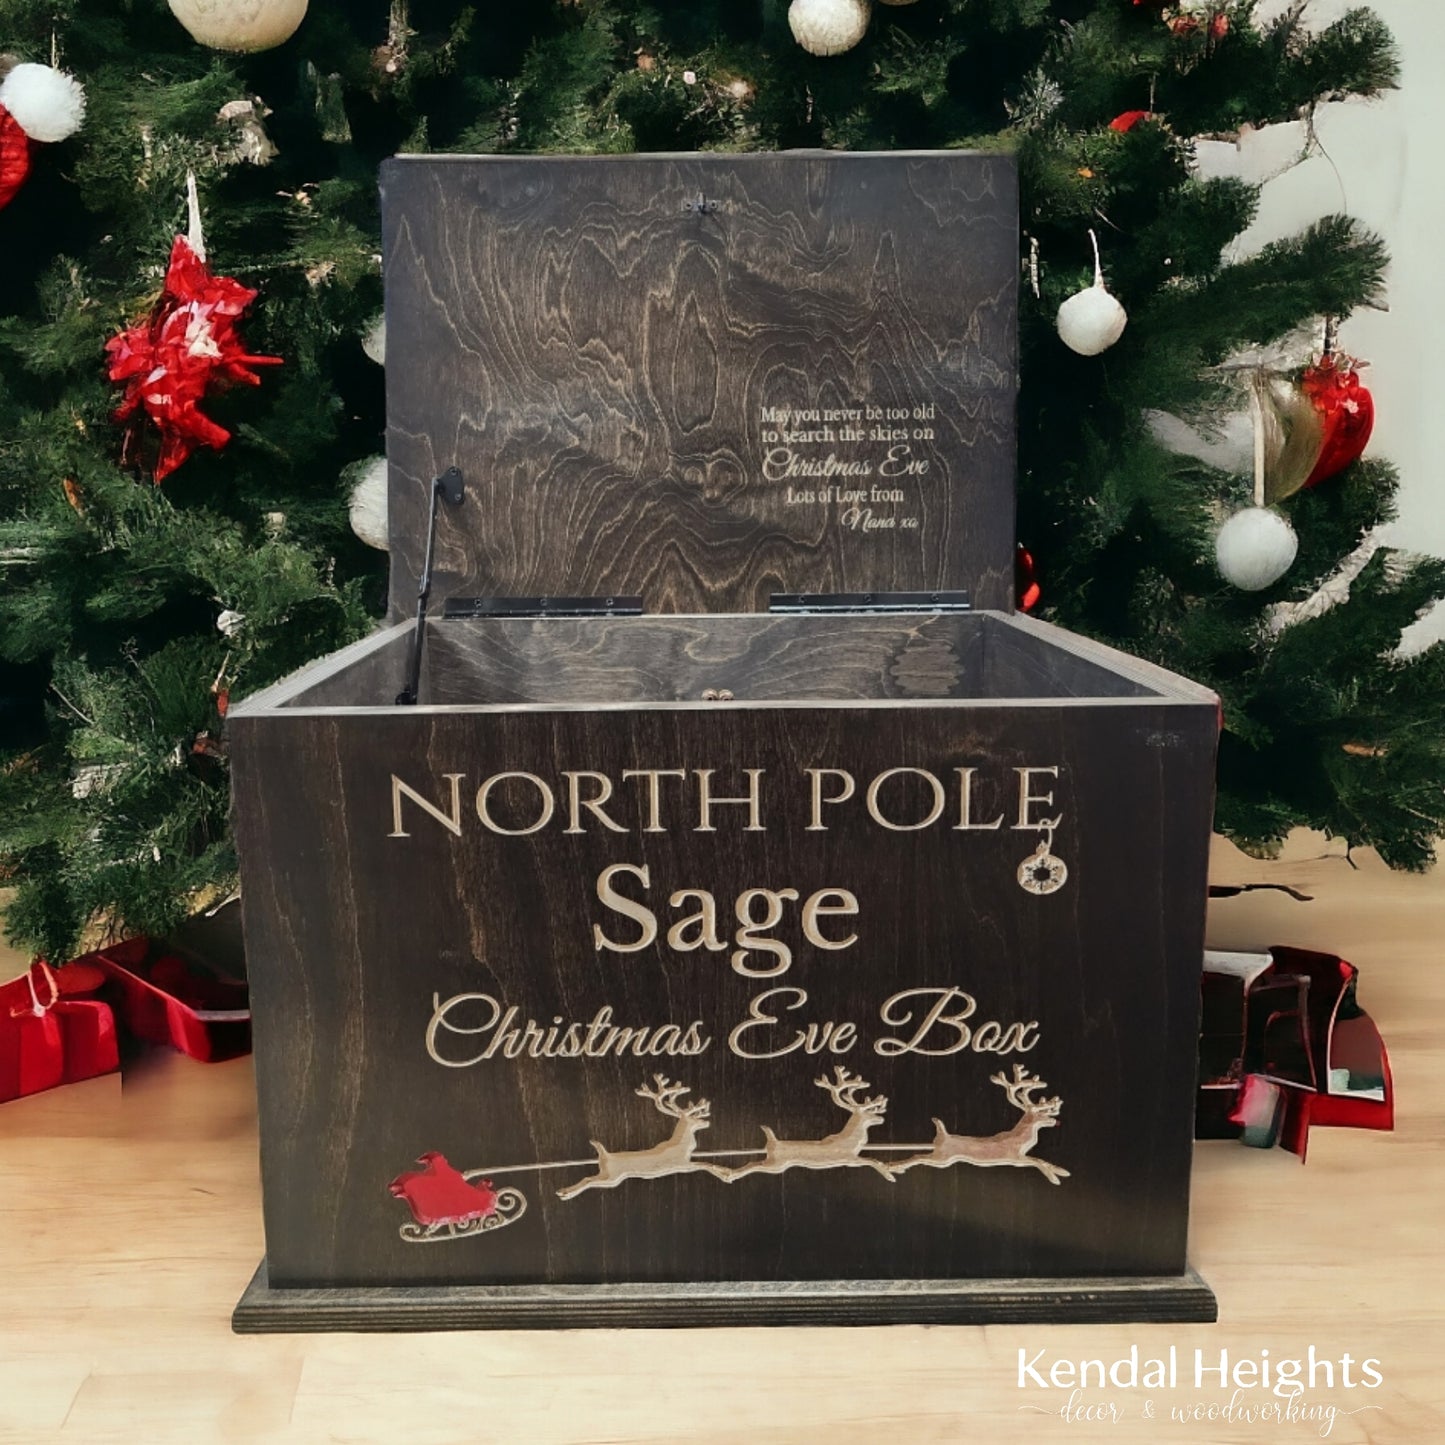 May you never be too old
to search the skies on
Christmas Eve
Lots of Love from
Nana xo
NORTH POLE
Sage
Christmas Eve Box
Kendal Heights
decor & woodworking